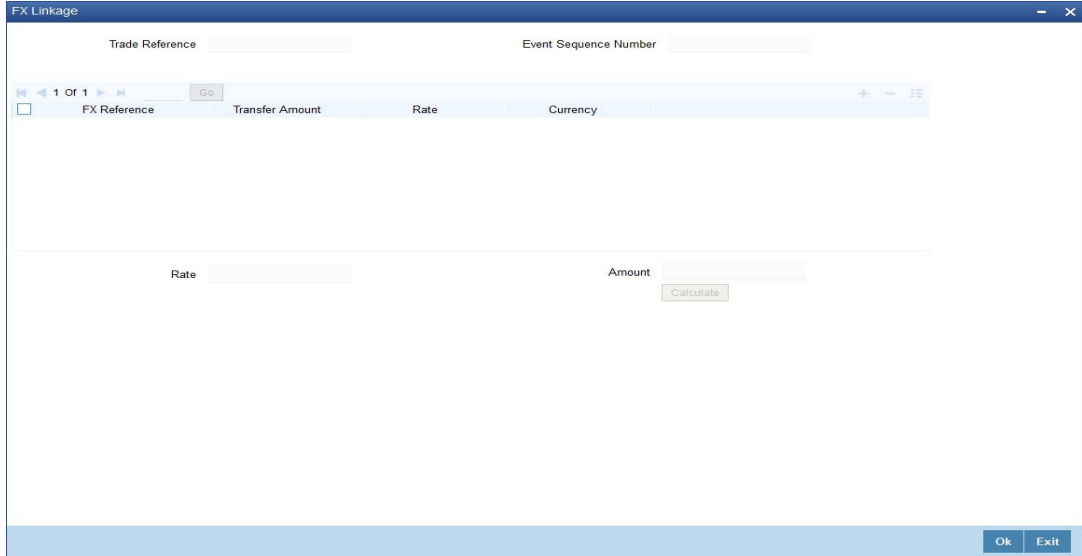 FX Linkage
Trade Reference Event Sequence Number
1 Of 1 Go
FX Reference Transfer Amount Rate Currency
Rate Amount
Calculate
Ok Exit